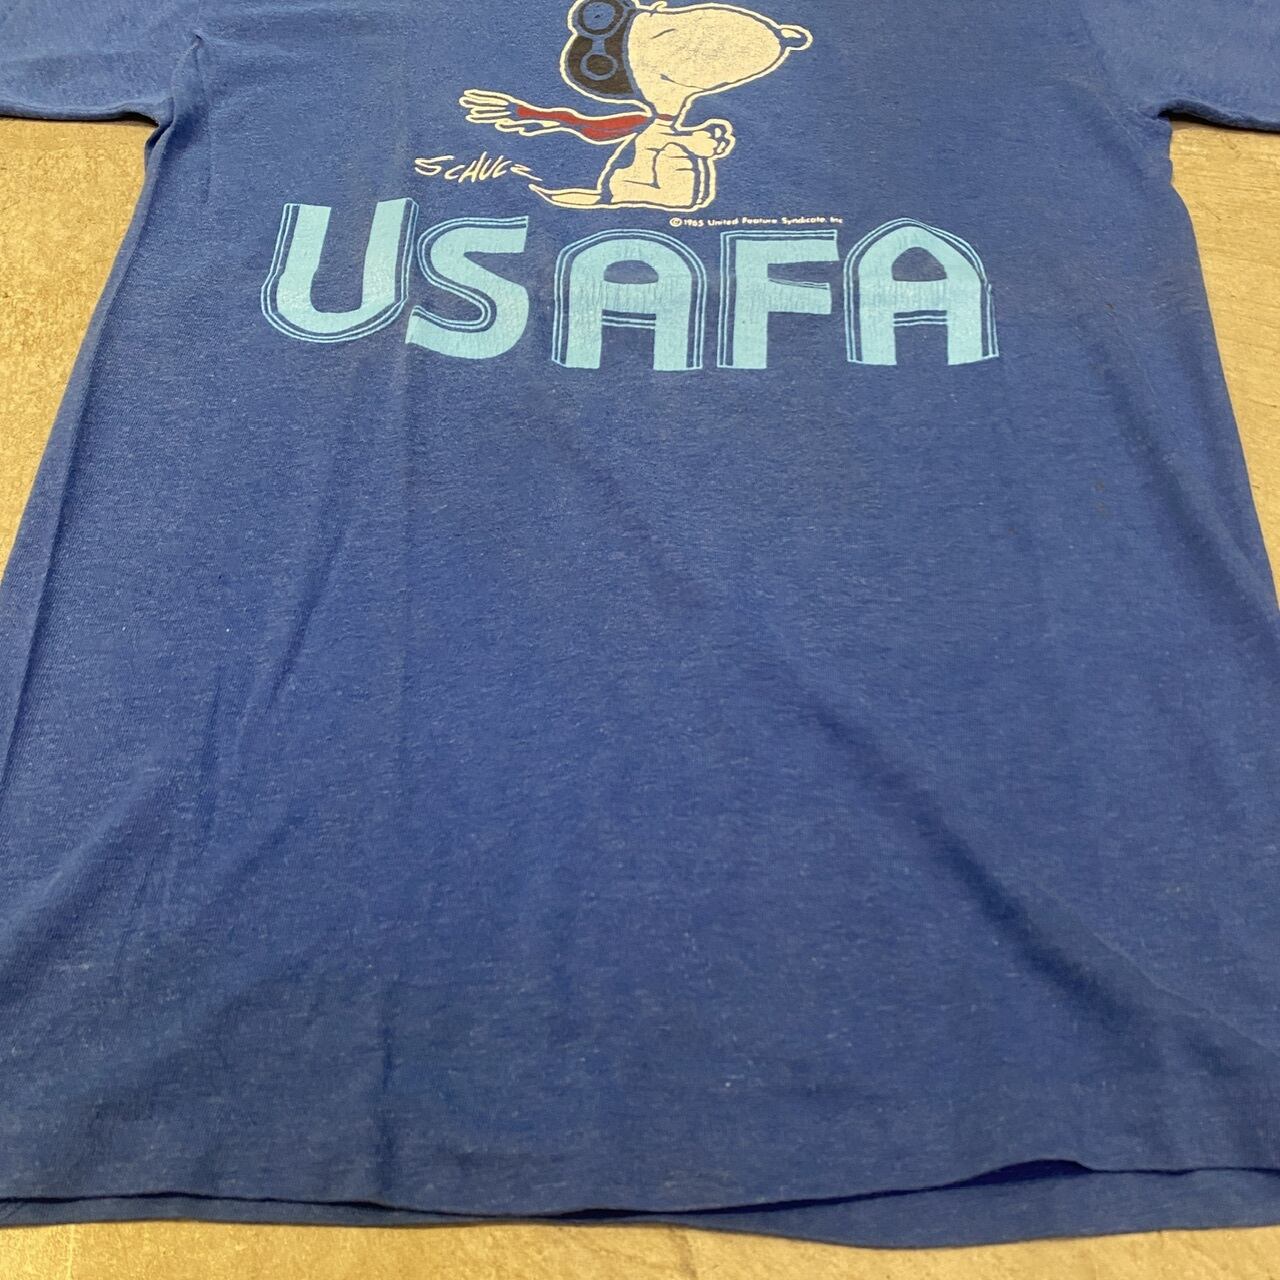 SCHULZ
©1965 United Feature Syndicate, Inc
USAFA